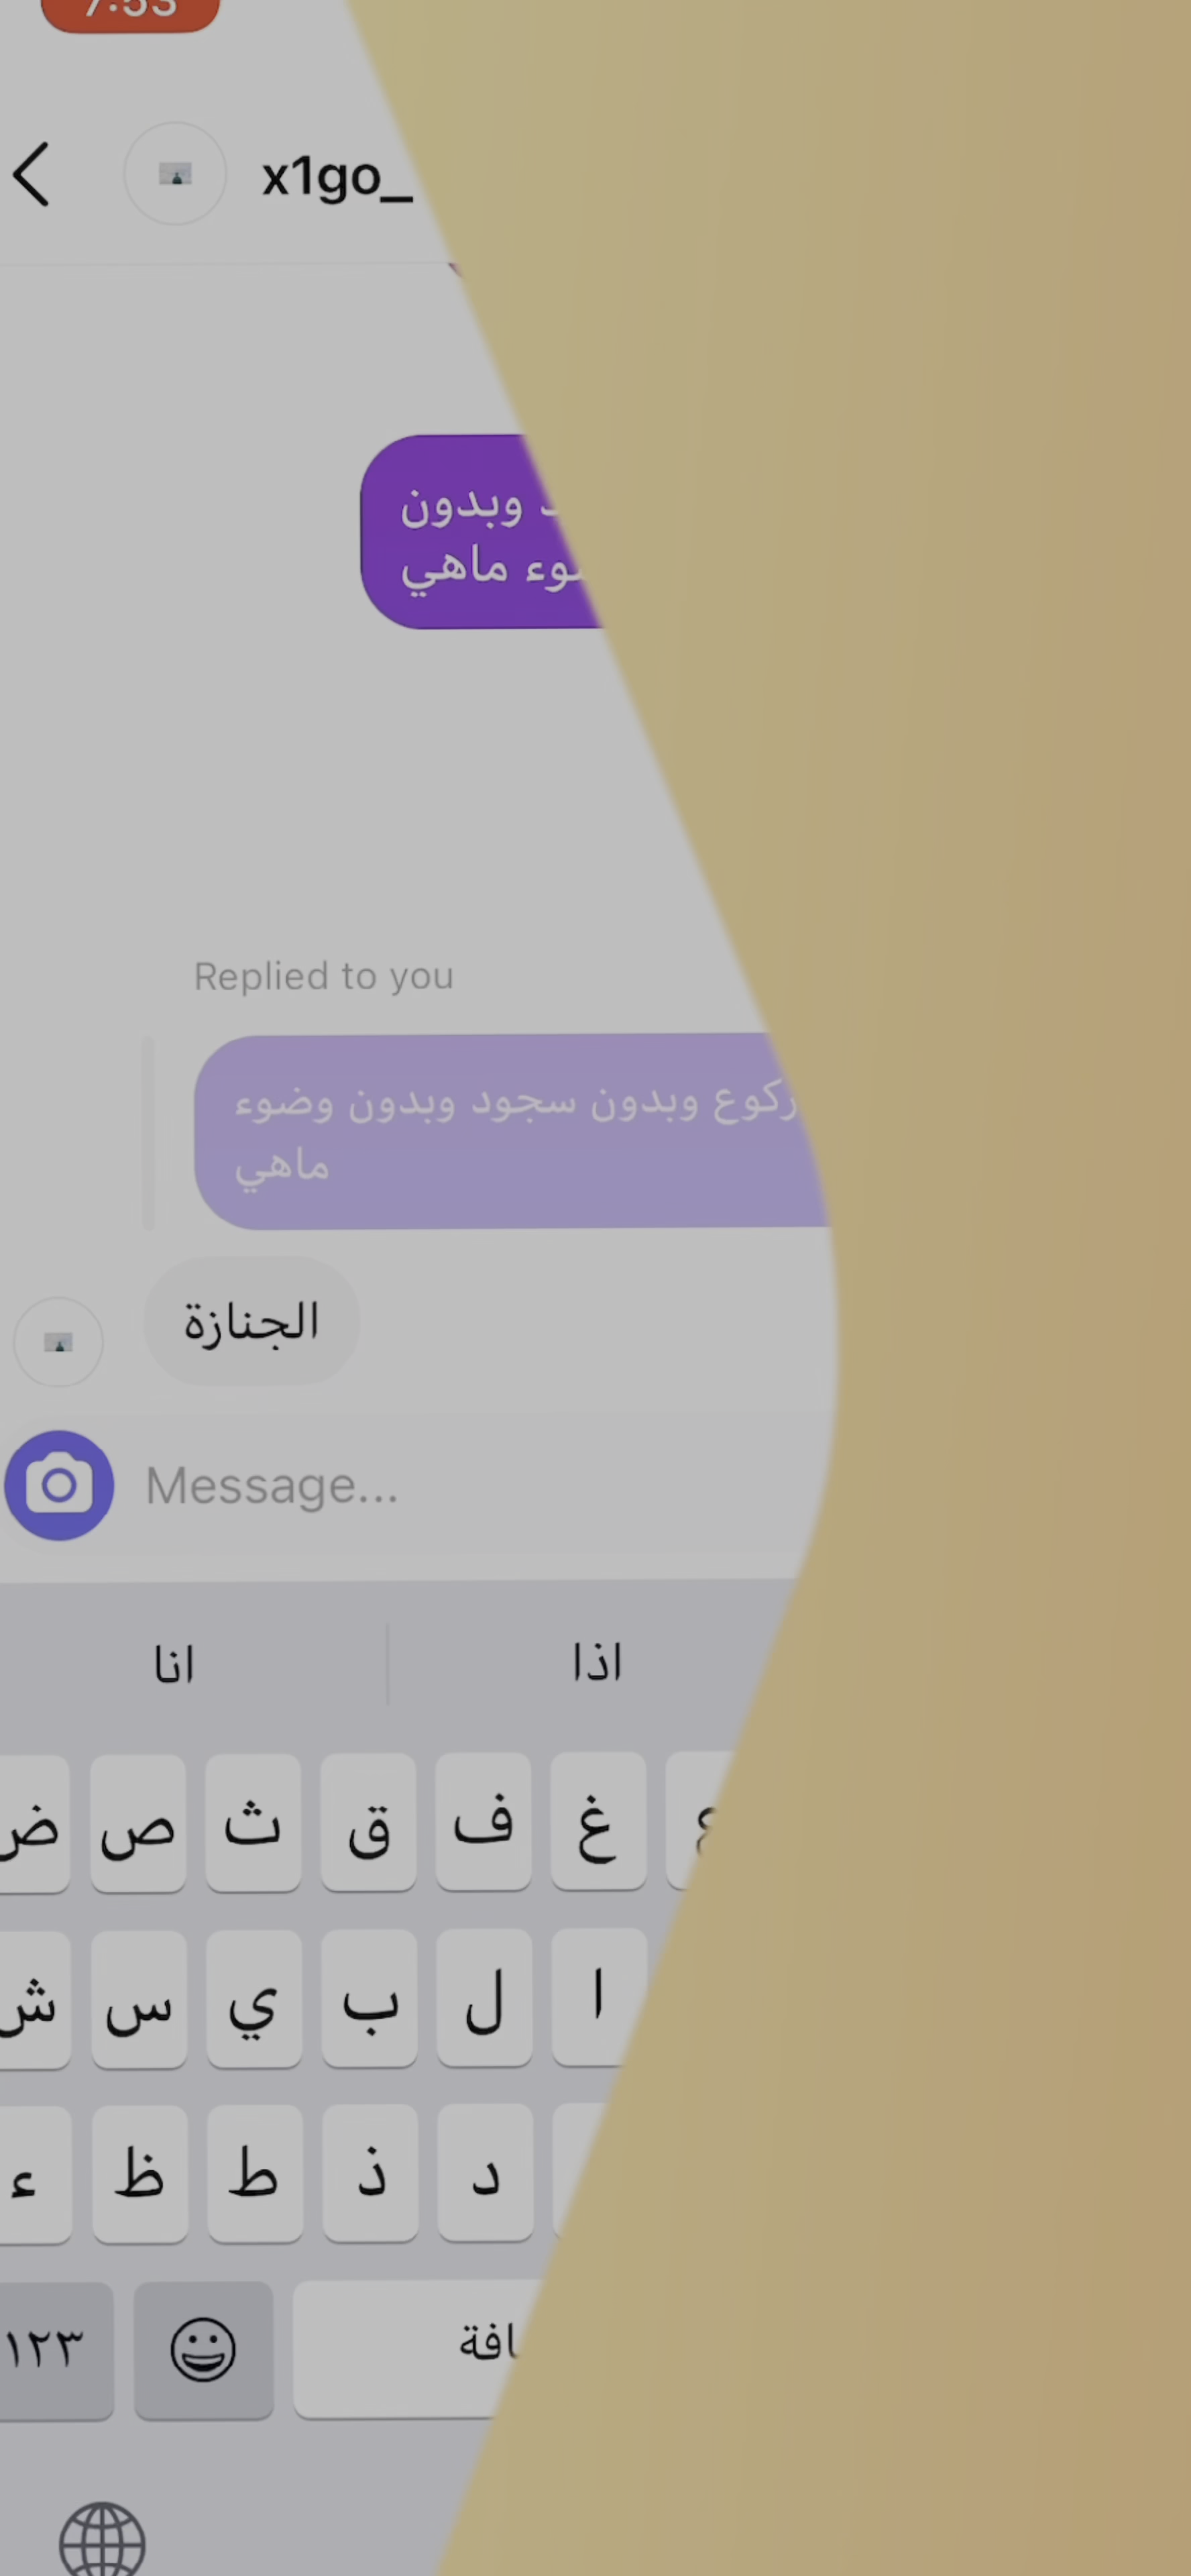 7:53
x1go_
وبدون
ماهي
Replied to you
ركوع وبدون سجود وبدون وضوء
ماهي
الجنازة
Message...
انا اذا
ض ص ث ق ف غ ع
ش س ي ب ل ا
ء ظ ط ذ د
١٢٣